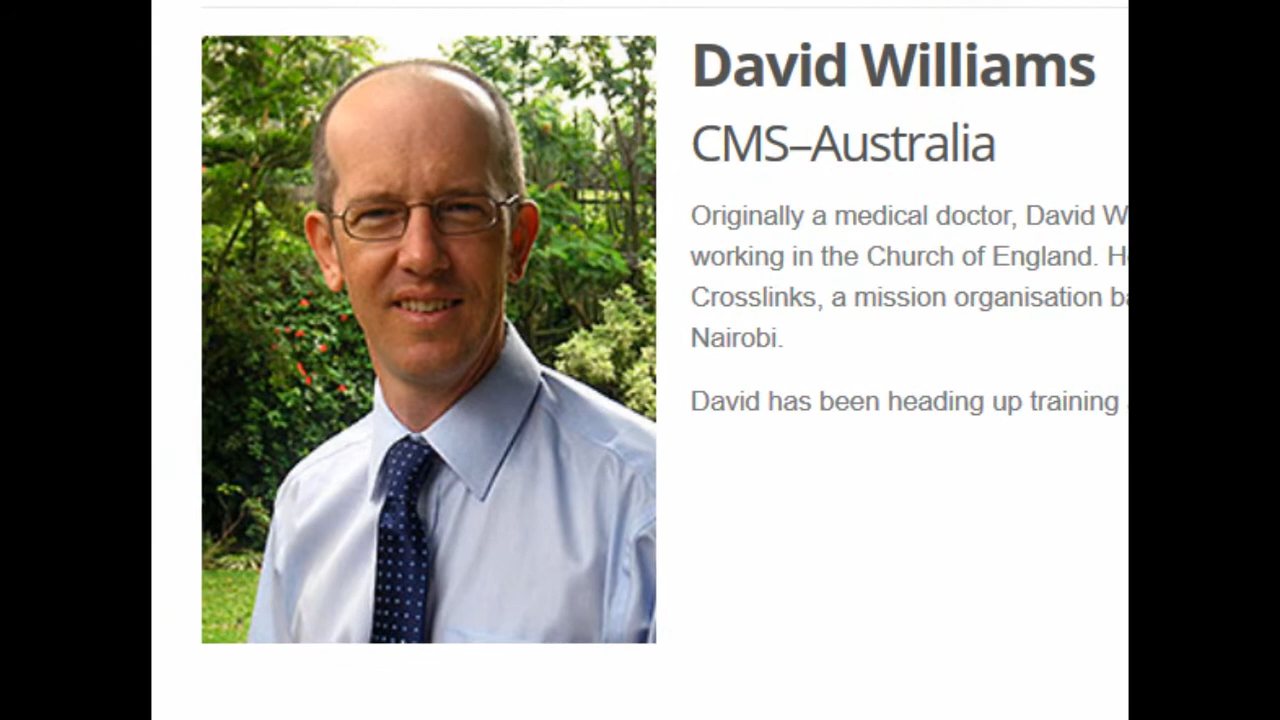 David Williams
CMS–Australia
Originally a medical doctor, David W
working in the Church of England. H
Crosslinks, a mission organisation b
Nairobi.
David has been heading up training